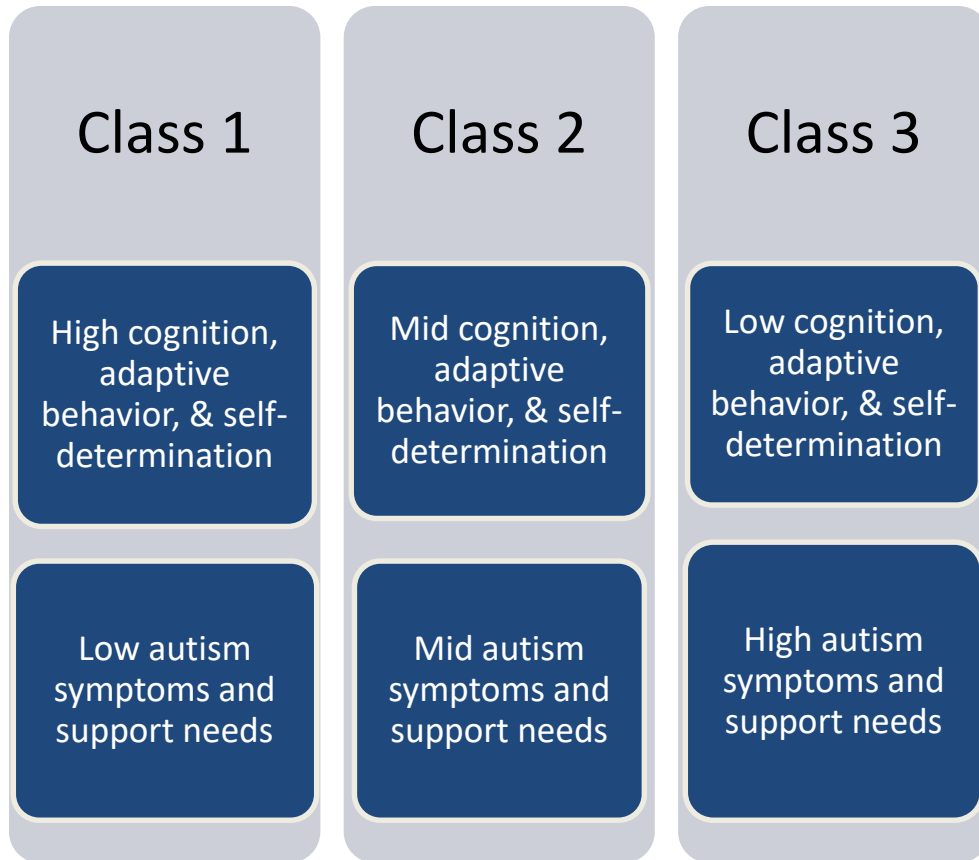 Class 1
High cognition,
adaptive
behavior, & self-
determination
Low autism
symptoms and
support needs
Class 2
Mid cognition,
adaptive
behavior, & self-
determination
Mid autism
symptoms and
support needs
Class 3
Low cognition,
adaptive
behavior, & self-
determination
High autism
symptoms and
support needs